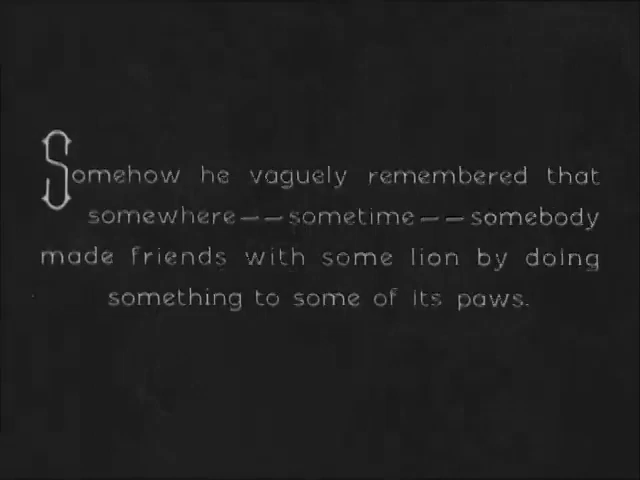 Somehow he vaguely remembered that
somewhere——sometime——somebody
made friends with some lion by doing
something to some of its paws.